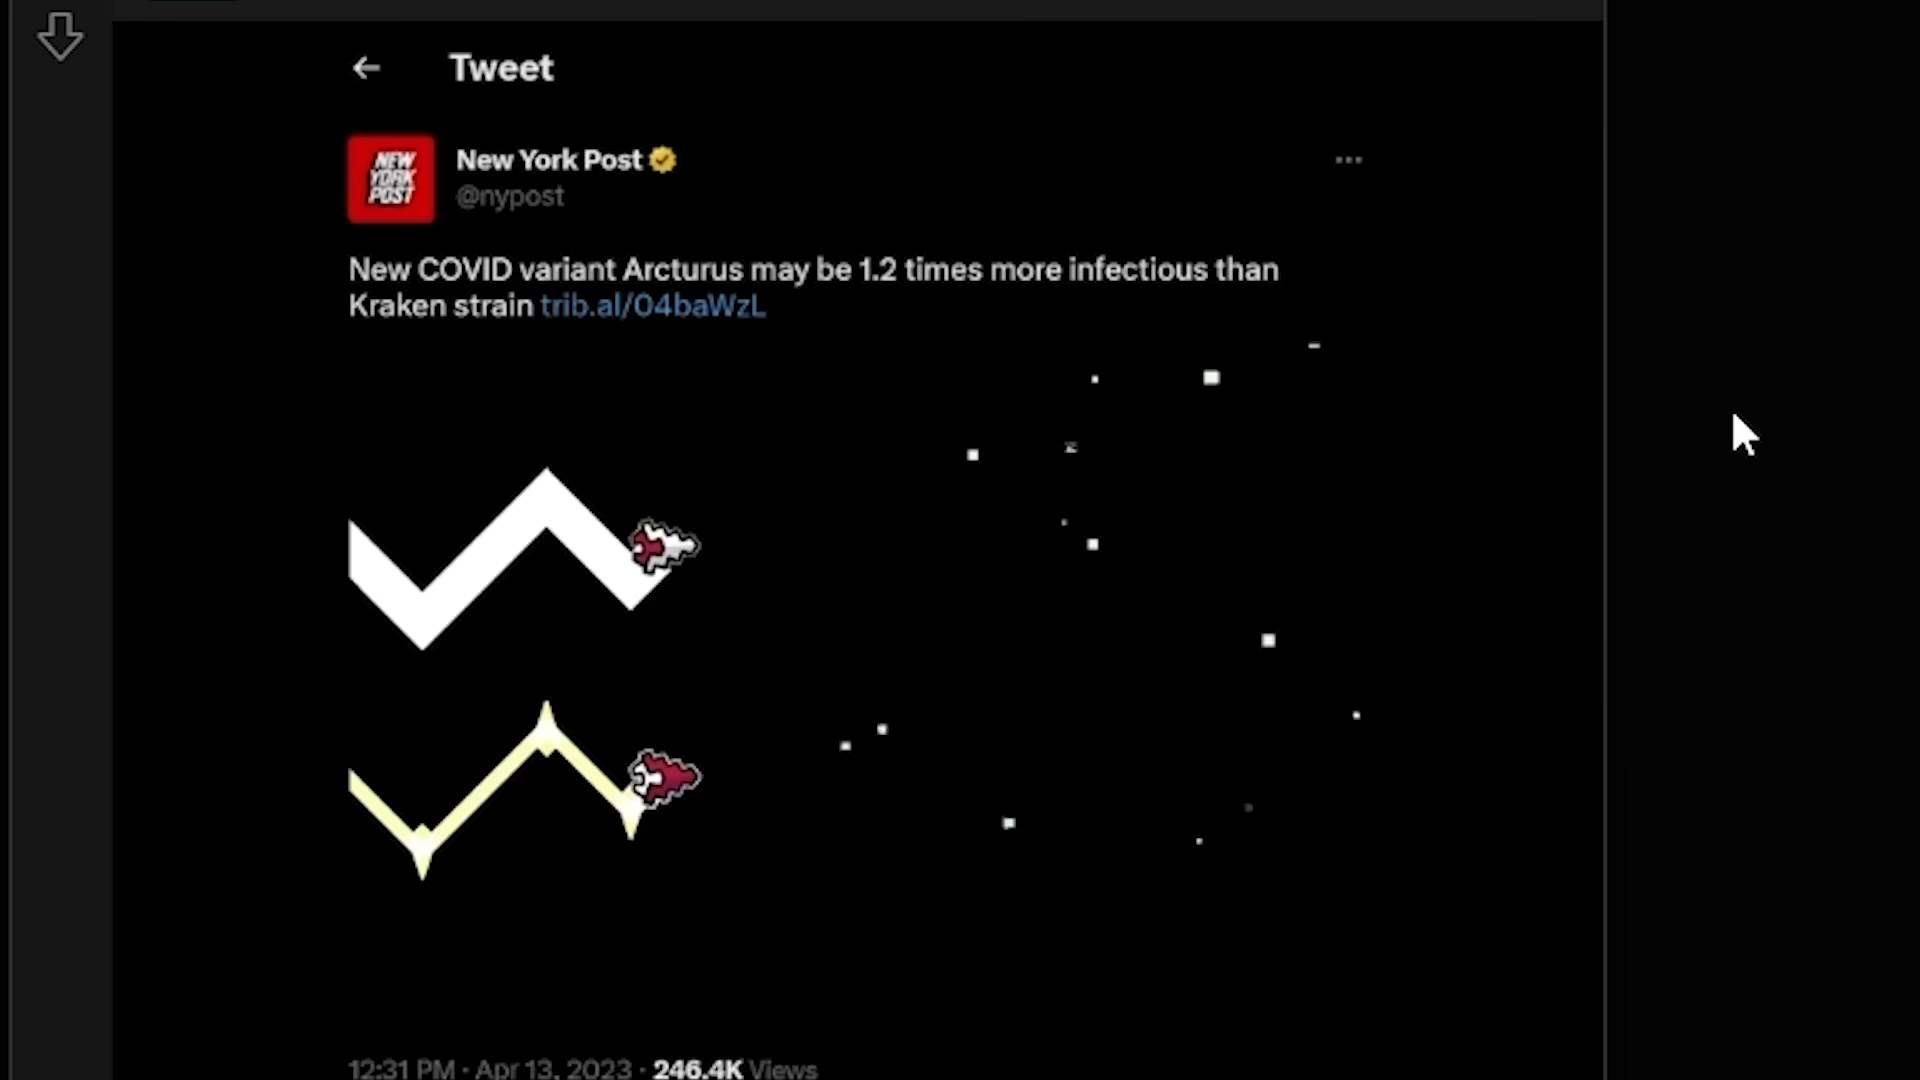 Tweet
NEW
YORK
POST
New York Post
@nypost
New COVID variant Arcturus may be 1.2 times more infectious than
Kraken strain trib.al/04baWzL
12:31 PM · Apr 13, 2023 · 246.4K Views